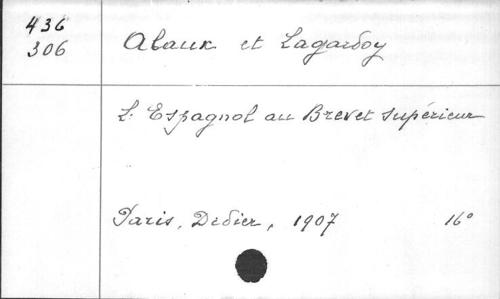 436
306
Alaux et Lagardoy
L. Espagnol au Brevet supérieur
Paris, Didier, 1907 16°